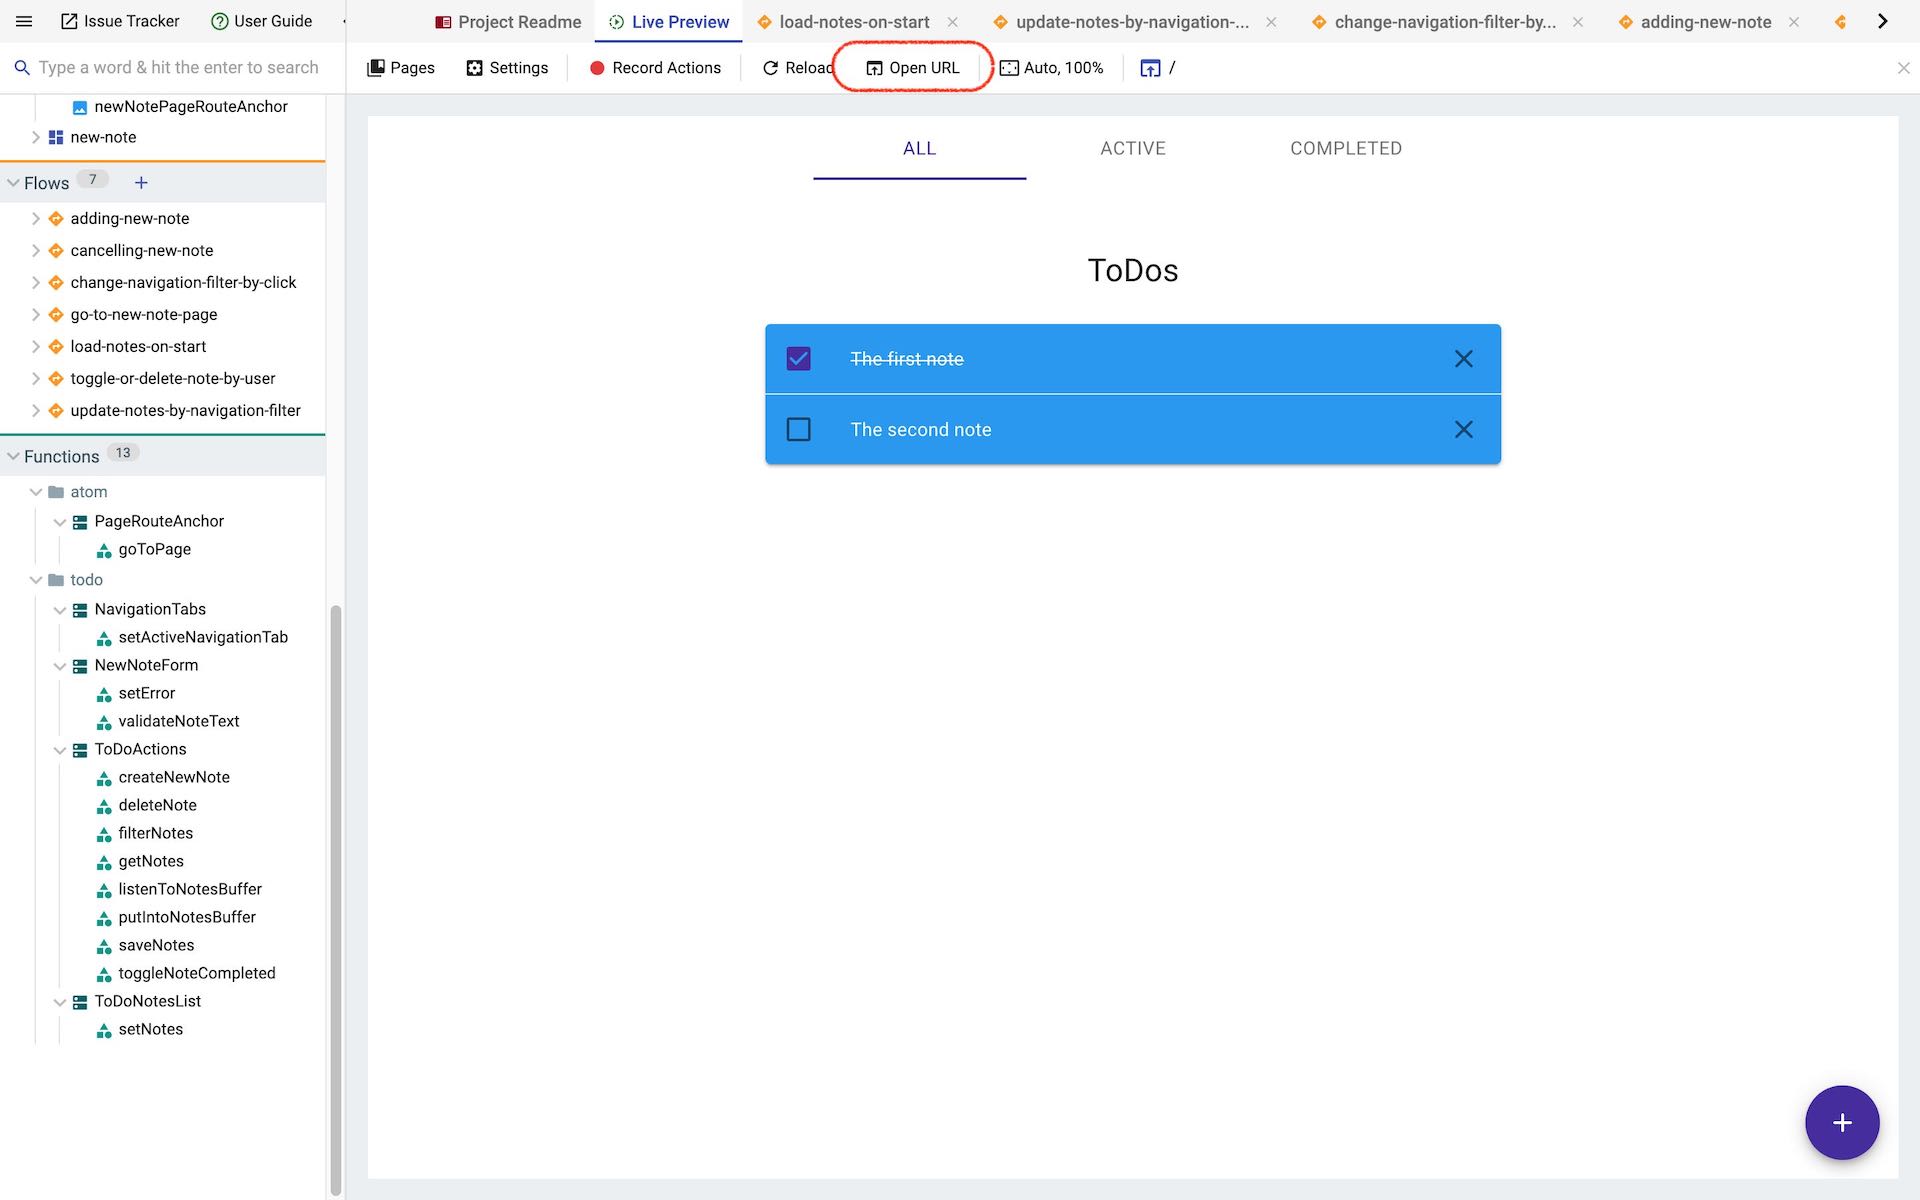 Issue Tracker
User Guide
Project Readme
Live Preview
load-notes-on-start
update-notes-by-navigation-...
change-navigation-filter-by...
adding-new-note
Type a word & hit the enter to search
Pages
Settings
Record Actions
Reload
Open URL
Auto, 100%
/
newNotePageRouteAnchor
new-note
Flows 7 +
adding-new-note
cancelling-new-note
change-navigation-filter-by-click
go-to-new-note-page
load-notes-on-start
toggle-or-delete-note-by-user
update-notes-by-navigation-filter
Functions 13
atom
PageRouteAnchor
goToPage
todo
NavigationTabs
setActiveNavigationTab
NewNoteForm
setError
validateNoteText
ToDoActions
createNewNote
deleteNote
filterNotes
getNotes
listenToNotesBuffer
putIntoNotesBuffer
saveNotes
toggleNoteCompleted
ToDoNotesList
setNotes
ALL
ACTIVE
COMPLETED
ToDos
The first note
The second note